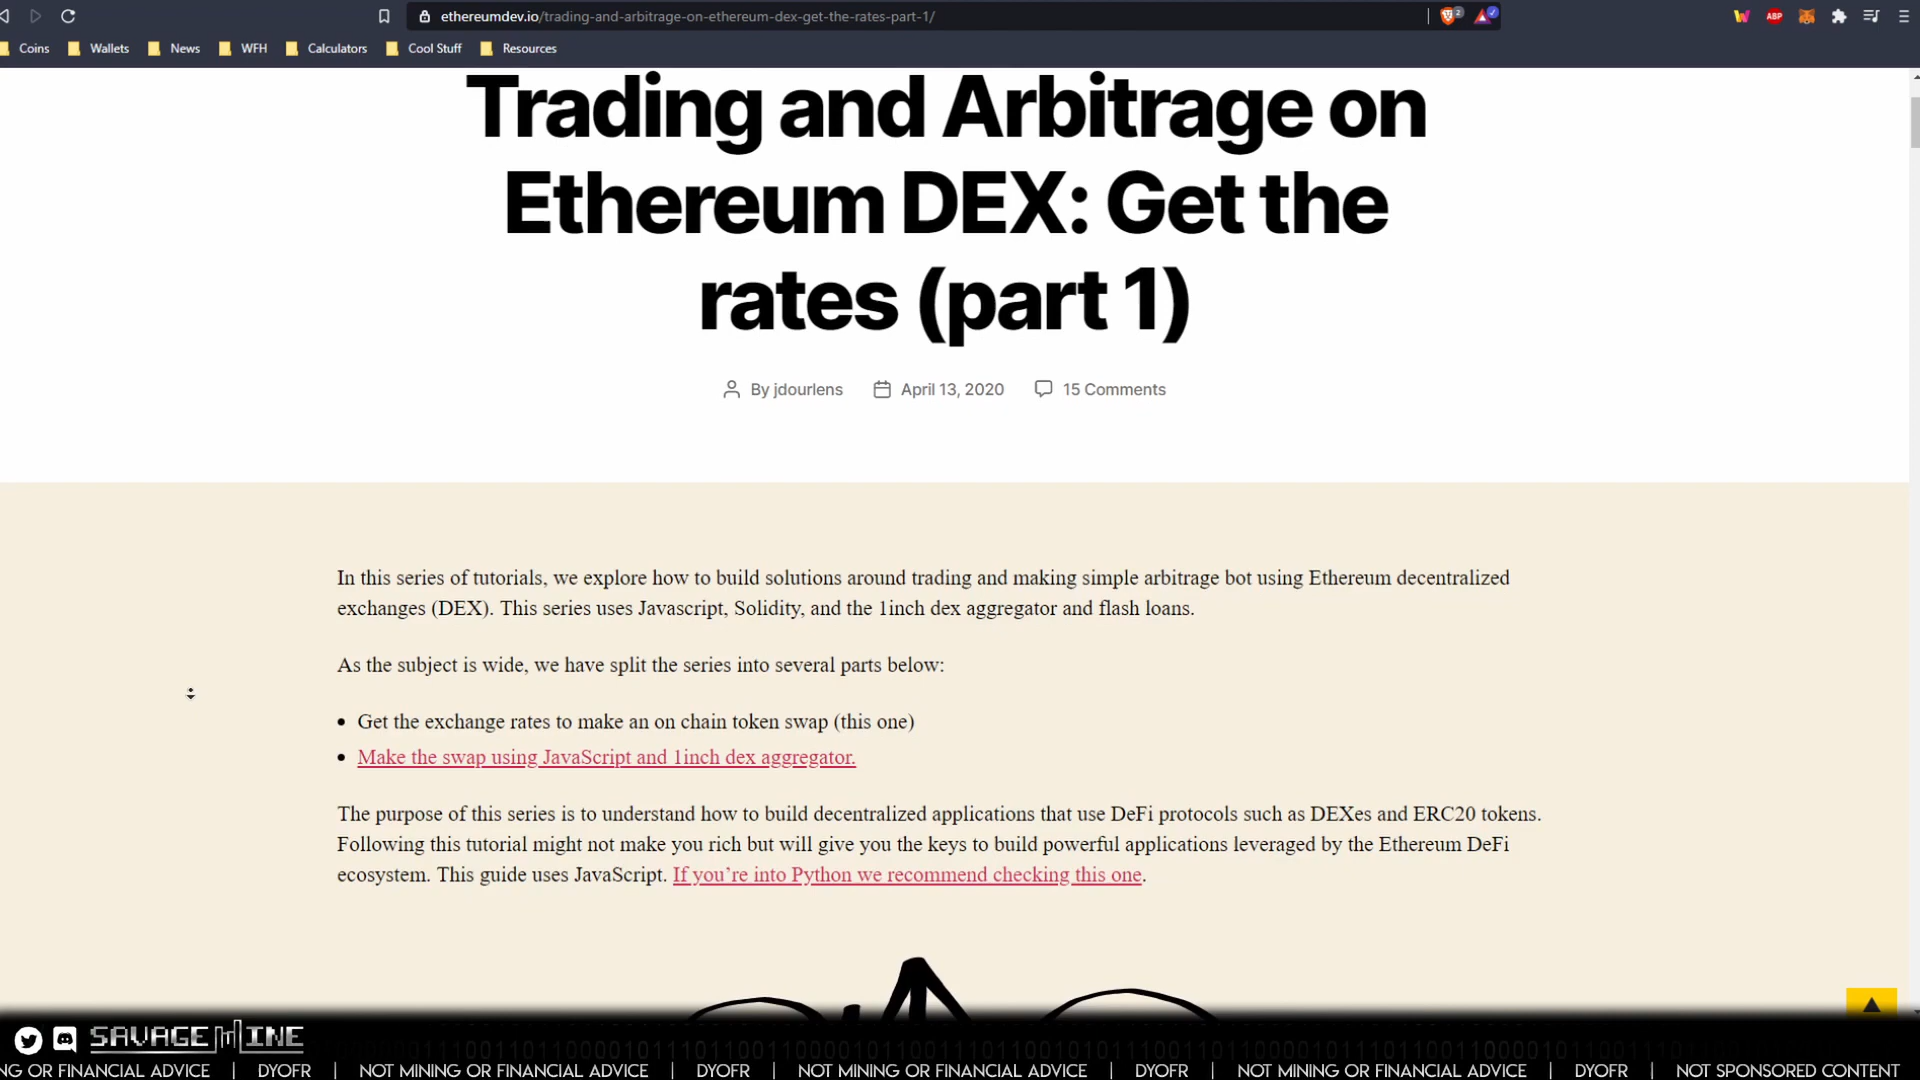 ethereumdev.io/trading-and-arbitrage-on-ethereum-dex-get-the-rates-part-1/
2
ABP
Coins
Wallets
News
WFH
Calculators
Cool Stuff
Resources
Trading and Arbitrage on
Ethereum DEX: Get the
rates (part 1)
By jdourlens
April 13, 2020
15 Comments
In this series of tutorials, we explore how to build solutions around trading and making simple arbitrage bot using Ethereum decentralized
exchanges (DEX). This series uses Javascript, Solidity, and the 1inch dex aggregator and flash loans.
As the subject is wide, we have split the series into several parts below:
• Get the exchange rates to make an on chain token swap (this one)
• Make the swap using JavaScript and 1inch dex aggregator.
The purpose of this series is to understand how to build decentralized applications that use DeFi protocols such as DEXes and ERC20 tokens.
Following this tutorial might not make you rich but will give you the keys to build powerful applications leveraged by the Ethereum DeFi
ecosystem. This guide uses JavaScript. If you’re into Python we recommend checking this one.
SAVAGEMINE
NG OR FINANCIAL ADVICE | DYOFR | NOT MINING OR FINANCIAL ADVICE | DYOFR | NOT MINING OR FINANCIAL ADVICE | DYOFR | NOT MINING OR FINANCIAL ADVICE | DYOFR | NOT SPONSORED CONTENT